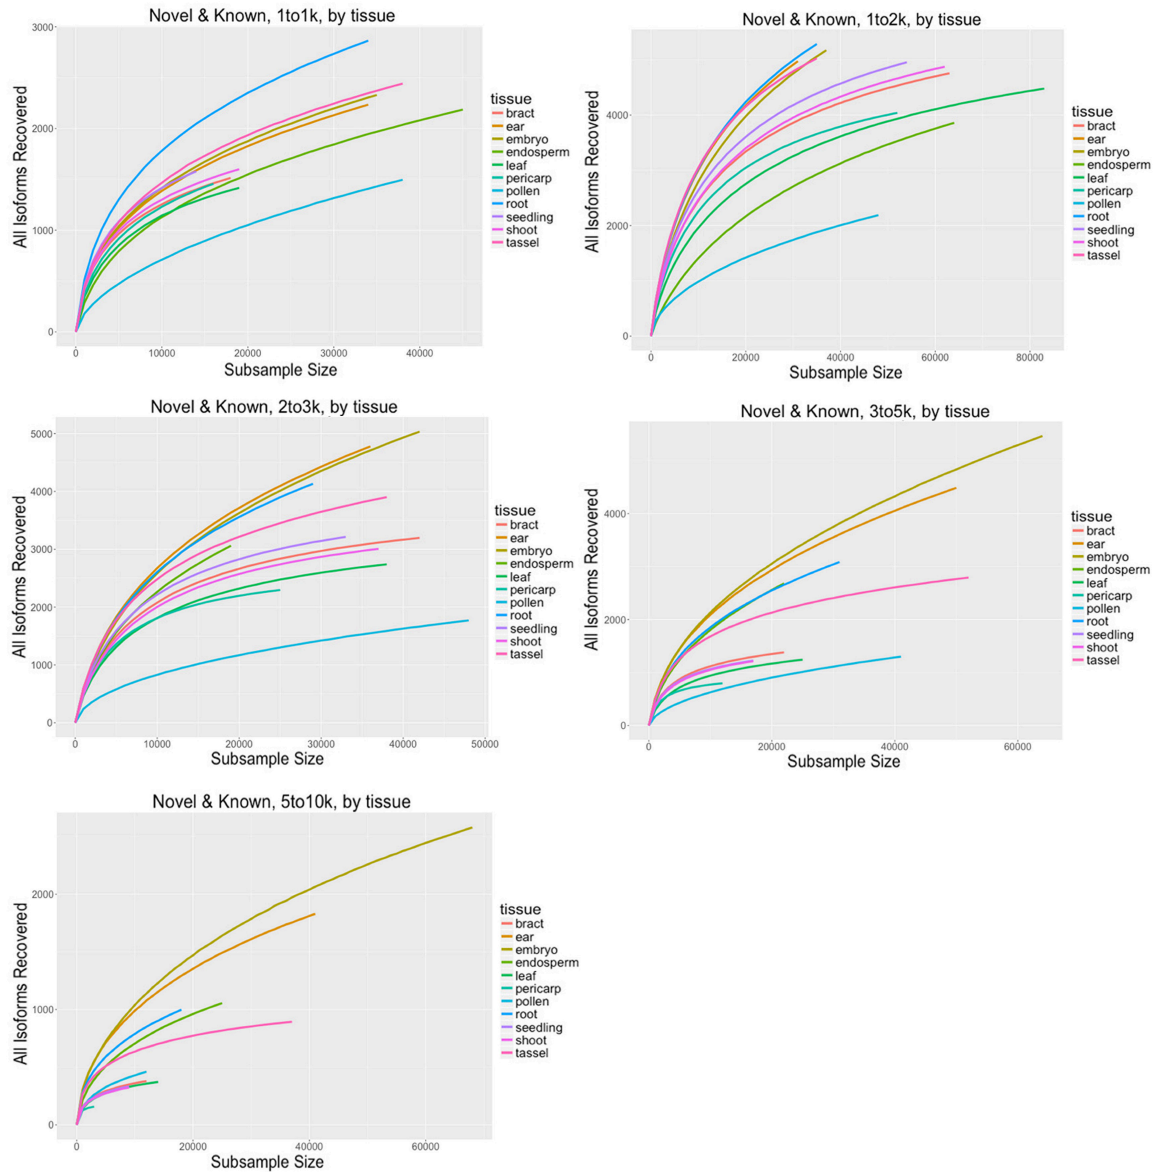 Novel & Known, 1to1k, by tissue
All Isoforms Recovered
3000
2000
1000
0
0 10000 20000 30000 40000
Subsample Size
tissue
bract
ear
embryo
endosperm
leaf
pericarp
pollen
root
seedling
shoot
tassel
Novel & Known, 1to2k, by tissue
All Isoforms Recovered
4000
2000
0
0 20000 40000 60000 80000
Subsample Size
tissue
bract
ear
embryo
endosperm
leaf
pericarp
pollen
root
seedling
shoot
tassel
Novel & Known, 2to3k, by tissue
All Isoforms Recovered
5000
4000
3000
2000
1000
0
0 10000 20000 30000 40000 50000
Subsample Size
tissue
bract
ear
embryo
endosperm
leaf
pericarp
pollen
root
seedling
shoot
tassel
Novel & Known, 3to5k, by tissue
All Isoforms Recovered
4000
2000
0
0 20000 40000 60000
Subsample Size
tissue
bract
ear
embryo
endosperm
leaf
pericarp
pollen
root
seedling
shoot
tassel
Novel & Known, 5to10k, by tissue
All Isoforms Recovered
2000
1000
0
0 20000 40000 60000
Subsample Size
tissue
bract
ear
embryo
endosperm
leaf
pericarp
pollen
root
seedling
shoot
tassel